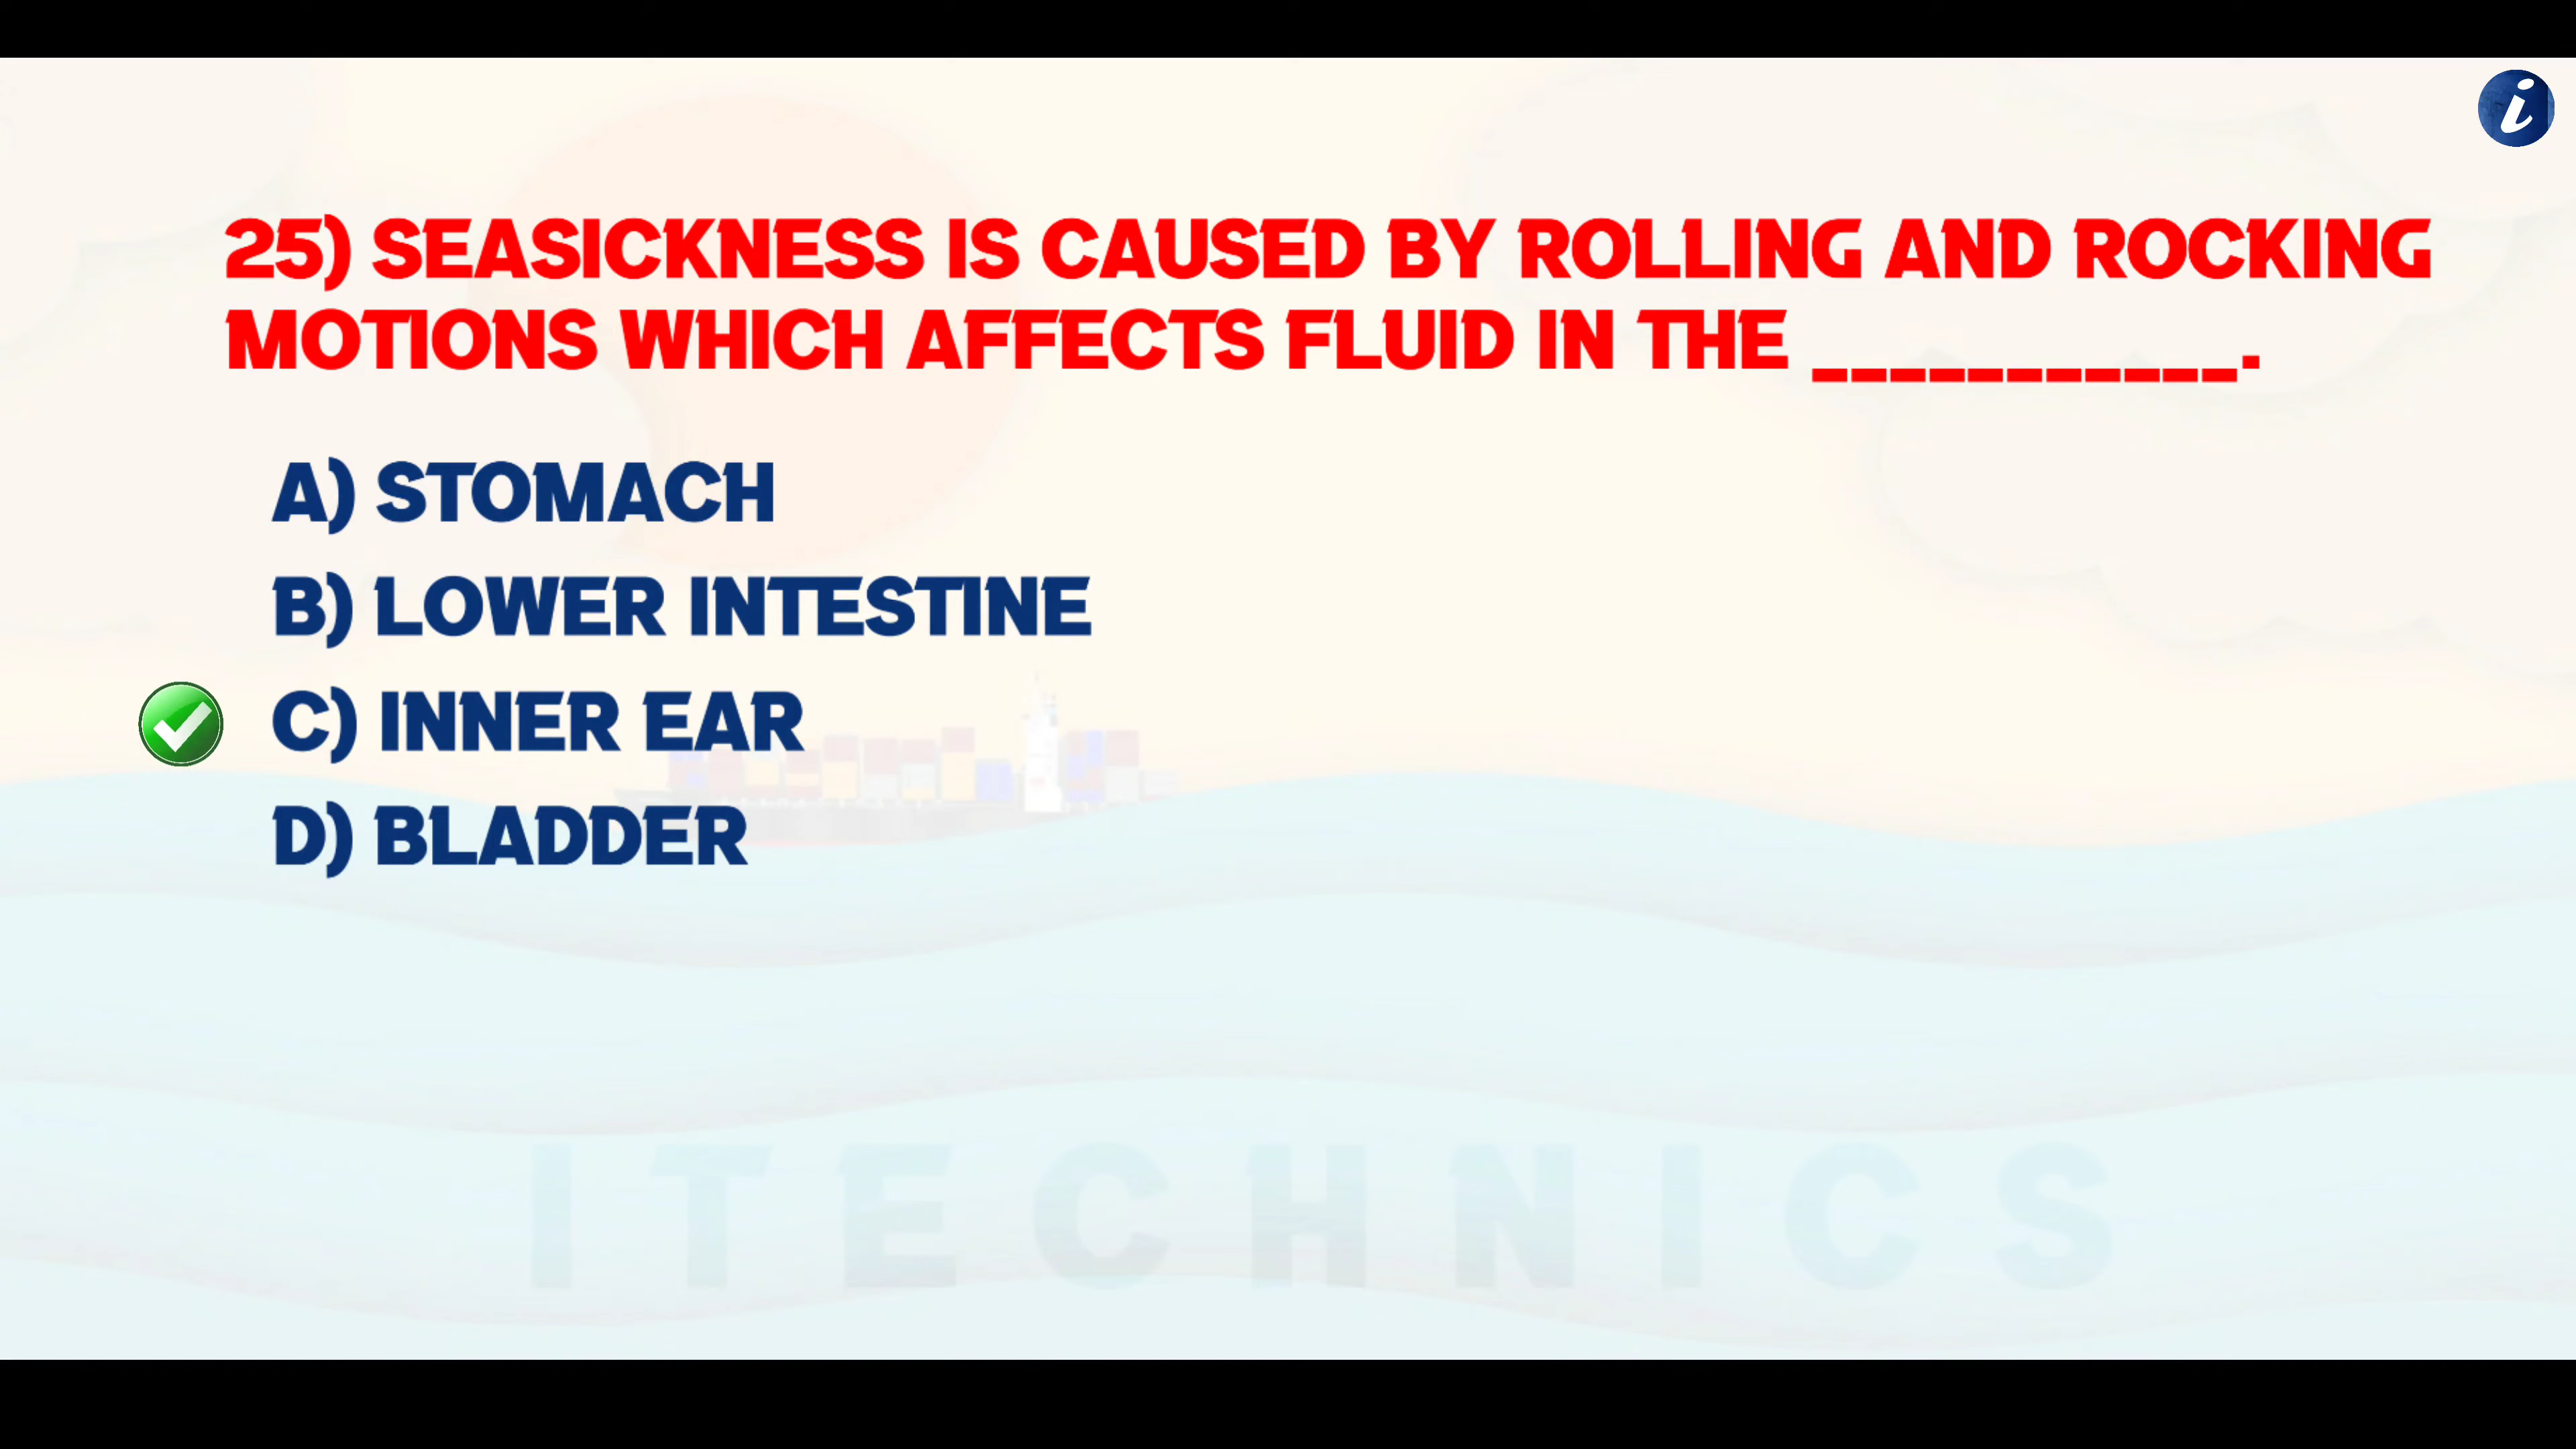 i
25) SEASICKNESS IS CAUSED BY ROLLING AND ROCKING
MOTIONS WHICH AFFECTS FLUID IN THE ___________.
A) STOMACH
B) LOWER INTESTINE
C) INNER EAR
D) BLADDER
ITECHNICS